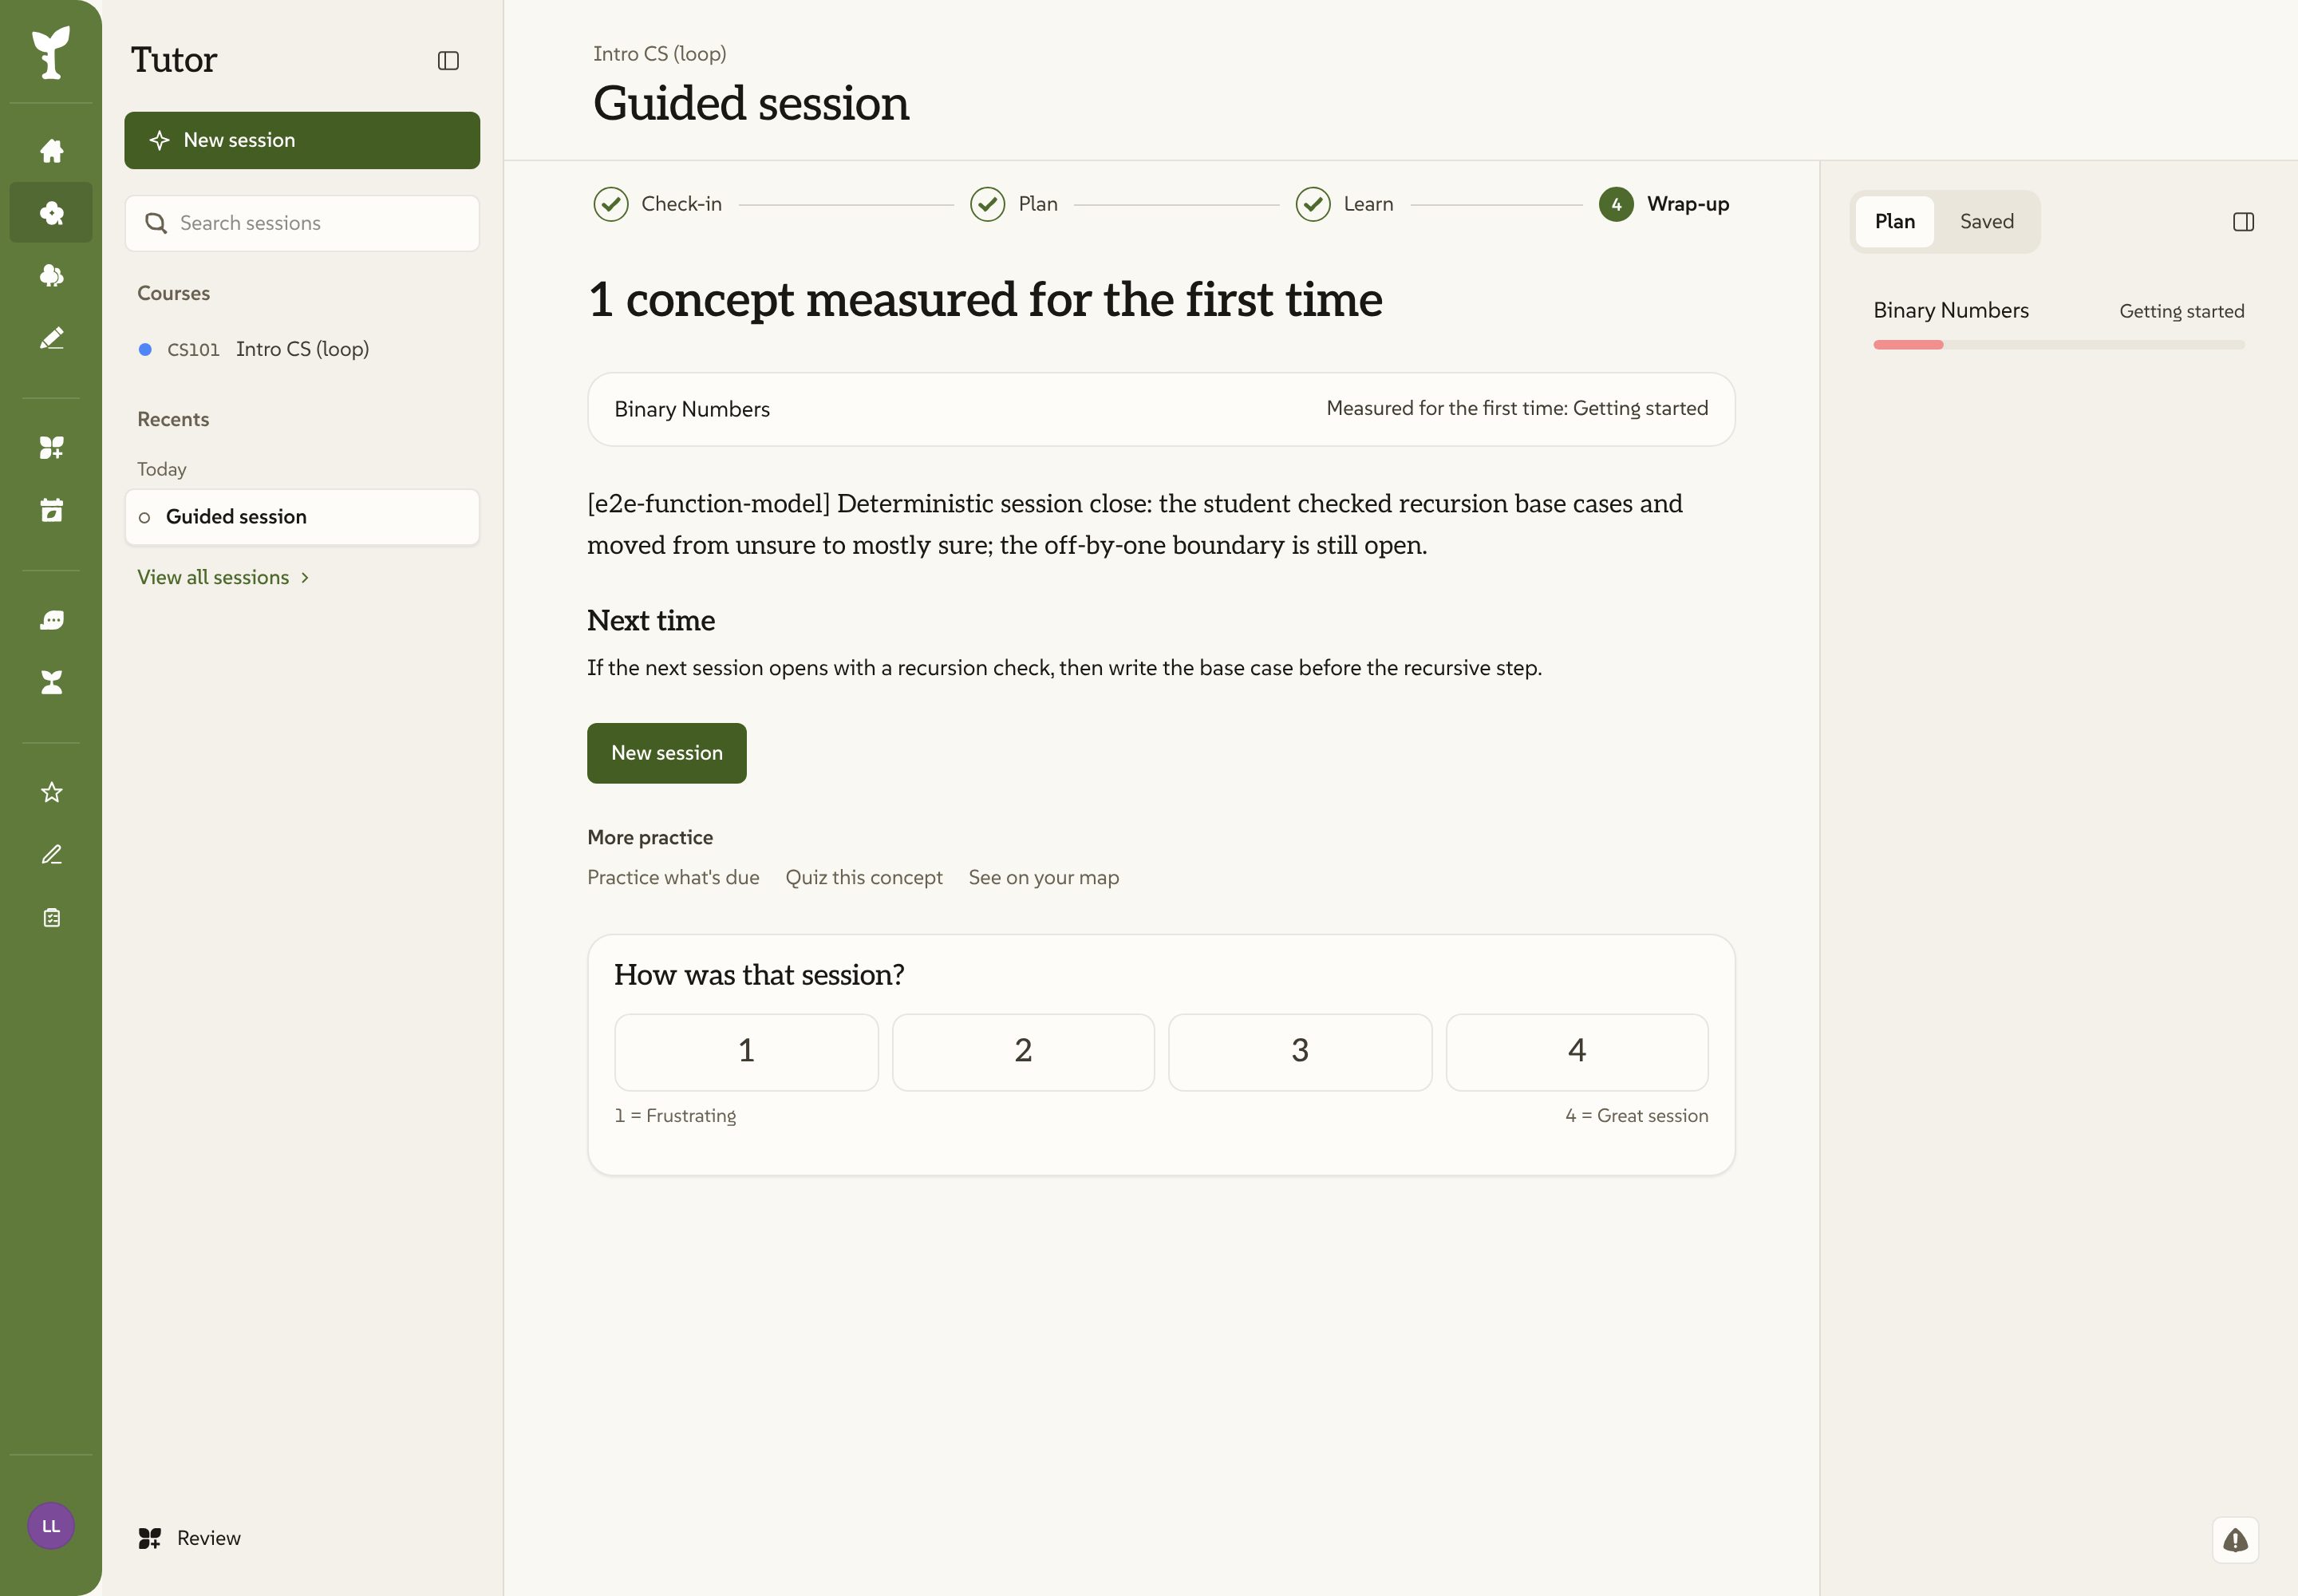 Tutor
New session
Search sessions
Courses
CS101 Intro CS (loop)
Recents
Today
Guided session
View all sessions
Review
LL
Intro CS (loop)
Guided session
Check-in
Plan
Learn
4 Wrap-up
1 concept measured for the first time
Binary Numbers
Measured for the first time: Getting started
[e2e-function-model] Deterministic session close: the student checked recursion base cases and
moved from unsure to mostly sure; the off-by-one boundary is still open.
Next time
If the next session opens with a recursion check, then write the base case before the recursive step.
New session
More practice
Practice what's due
Quiz this concept
See on your map
How was that session?
1
2
3
4
1 = Frustrating
4 = Great session
Plan
Saved
Binary Numbers
Getting started